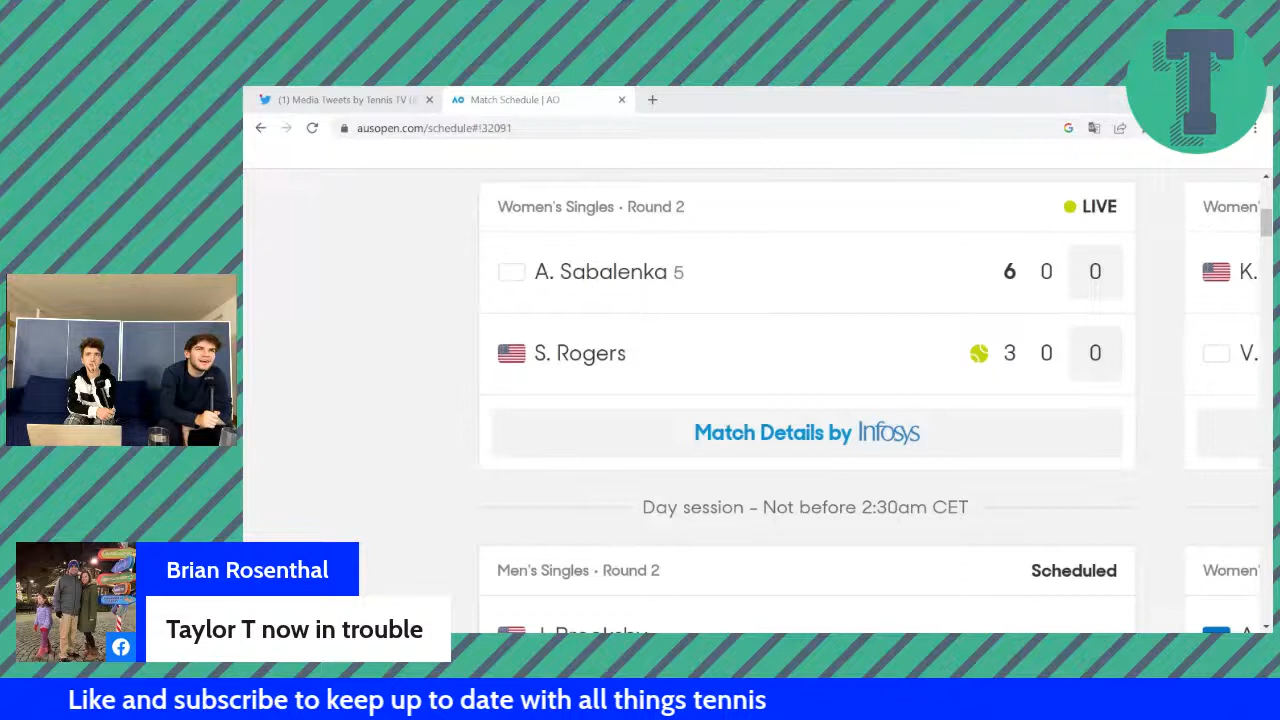 T
(1) Media Tweets by Tennis TV
Match Schedule | AO
ausopen.com/schedule#!32091
Women's Singles • Round 2
LIVE
A. Sabalenka 5
6 0 0
S. Rogers
3 0 0
Match Details by Infosys
Women'
K.
V.
Day session - Not before 2:30am CET
Men's Singles • Round 2
Scheduled
Women'
Brian Rosenthal
Taylor T now in trouble
Like and subscribe to keep up to date with all things tennis